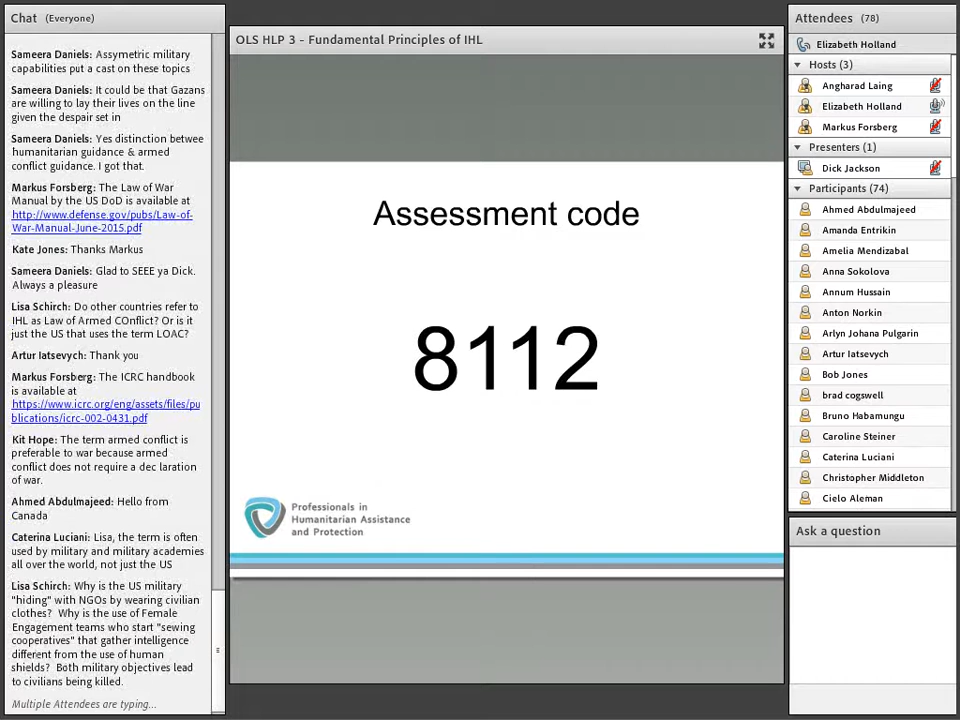 Chat (Everyone)
Sameera Daniels: Assymetric military
capabilities put a cast on these topics
Sameera Daniels: It could be that Gazans
are willing to lay their lives on the line
given the despair set in
Sameera Daniels: Yes distinction betwee
humanitarian guidance & armed
conflict guidance. I got that.
Markus Forsberg: The Law of War
Manual by the US DoD is available at
http://www.defense.gov/pubs/Law-of-
War-Manual-June-2015.pdf
Kate Jones: Thanks Markus
Sameera Daniels: Glad to SEEE ya Dick.
Always a pleasure
Lisa Schirch: Do other countries refer to
IHL as Law of Armed COnflict? Or is it
just the US that uses the term LOAC?
Artur Iatsevych: Thank you
Markus Forsberg: The ICRC handbook
is available at
https://www.icrc.org/eng/assets/files/pu
blications/icrc-002-0431.pdf
Kit Hope: The term armed conflict is
preferable to war because armed
conflict does not require a dec laration
of war.
Ahmed Abdulmajeed: Hello from
Canada
Caterina Luciani: Lisa, the term is often
used by military and military academies
all over the world, not just the US
Lisa Schirch: Why is the US military
"hiding" with NGOs by wearing civilian
clothes? Why is the use of Female
Engagement teams who start "sewing
cooperatives" that gather intelligence
different from the use of human
shields? Both military objectives lead
to civilians being killed.
Multiple Attendees are typing...
OLS HLP 3 - Fundamental Principles of IHL
Assessment code
8112
Professionals in
Humanitarian Assistance
and Protection
Attendees (78)
Elizabeth Holland
Hosts (3)
Angharad Laing
Elizabeth Holland
Markus Forsberg
Presenters (1)
Dick Jackson
Participants (74)
Ahmed Abdulmajeed
Amanda Entrikin
Amelia Mendizabal
Anna Sokolova
Annum Hussain
Anton Norkin
Arlyn Johana Pulgarin
Artur Iatsevych
Bob Jones
brad cogswell
Bruno Habamungu
Caroline Steiner
Caterina Luciani
Christopher Middleton
Cielo Aleman
Ask a question